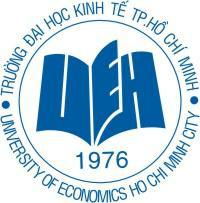 TRƯỜNG ĐẠI HỌC KINH TẾ TP.HỒ CHÍ MINH
UEH
1976
UNIVERSITY OF ECONOMICS HO CHI MINH CITY